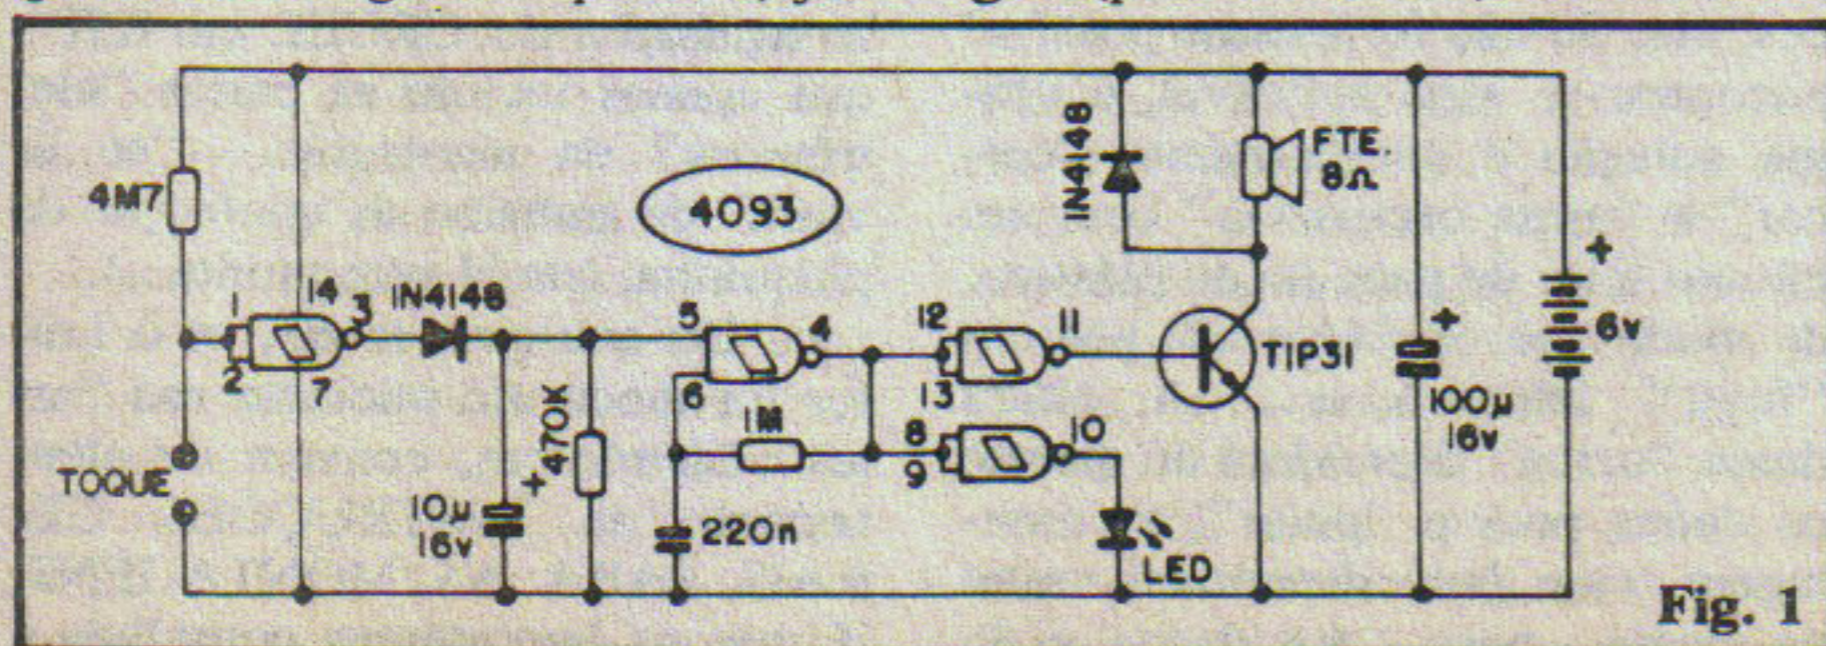 4M7
TOQUE
1
2
14
7
3
1N4148
10µ
16v
470K
5
6
4
1M
220n
4093
12
13
11
8
9
10
LED
1N4148
FTE.
8Ω
TIP31
100µ
16v
6v
Fig. 1